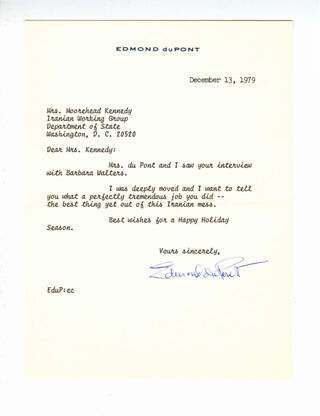 EDMOND duPONT
December 13, 1979
Mrs. Moorehead Kennedy
Iranian Working Group
Department of State
Washington, D. C. 20520
Dear Mrs. Kennedy:
Mrs. du Pont and I saw your interview
with Barbara Walters.
I was deeply moved and I want to tell
you what a perfectly tremendous job you did --
the best thing yet out of this Iranian mess.
Best wishes for a Happy Holiday
Season.
Yours sincerely,
Edmond duPont
EduP:ec